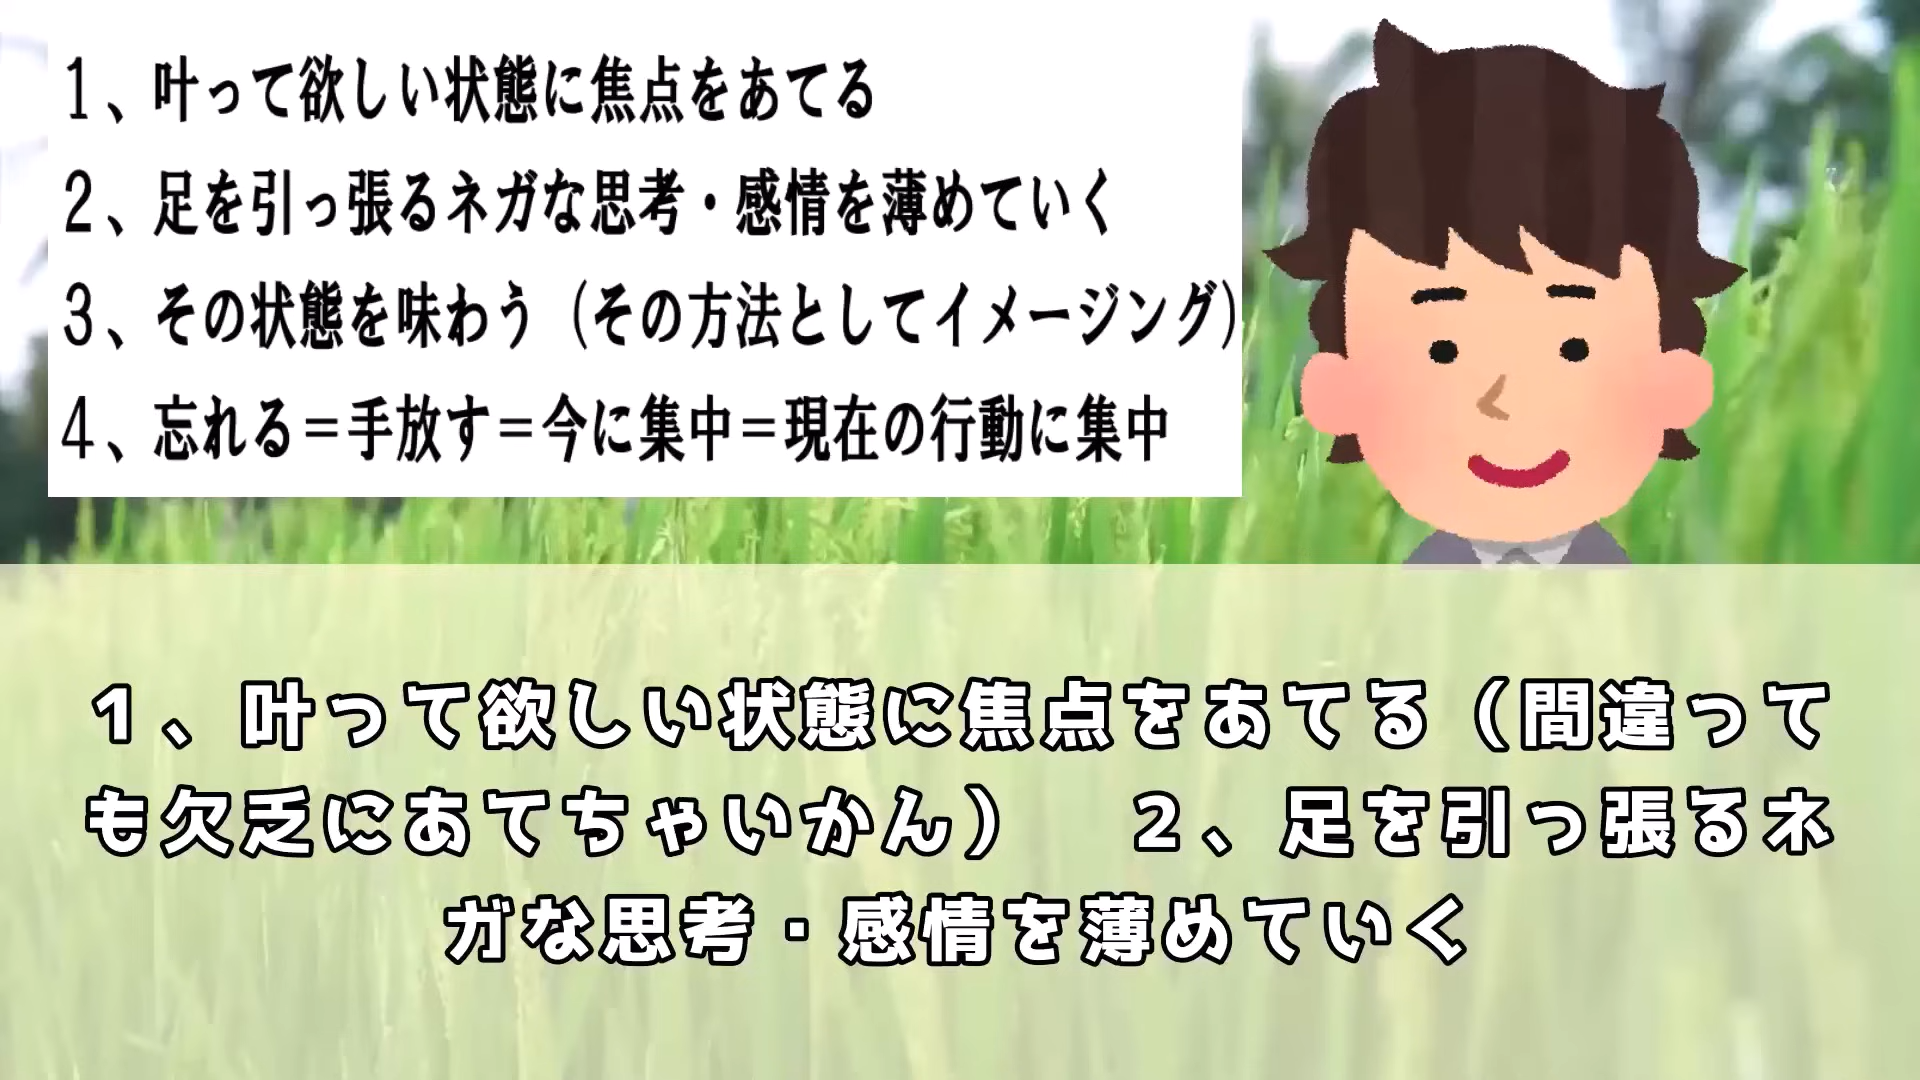 １、叶って欲しい状態に焦点をあてる
２、足を引っ張るネガな思考・感情を薄めていく
３、その状態を味わう（その方法としてイメージング）
４、忘れる＝手放す＝今に集中＝現在の行動に集中
１、叶って欲しい状態に焦点をあてる（間違って
も欠乏にあてちゃいかん）　２、足を引っ張るネ
ガな思考・感情を薄めていく